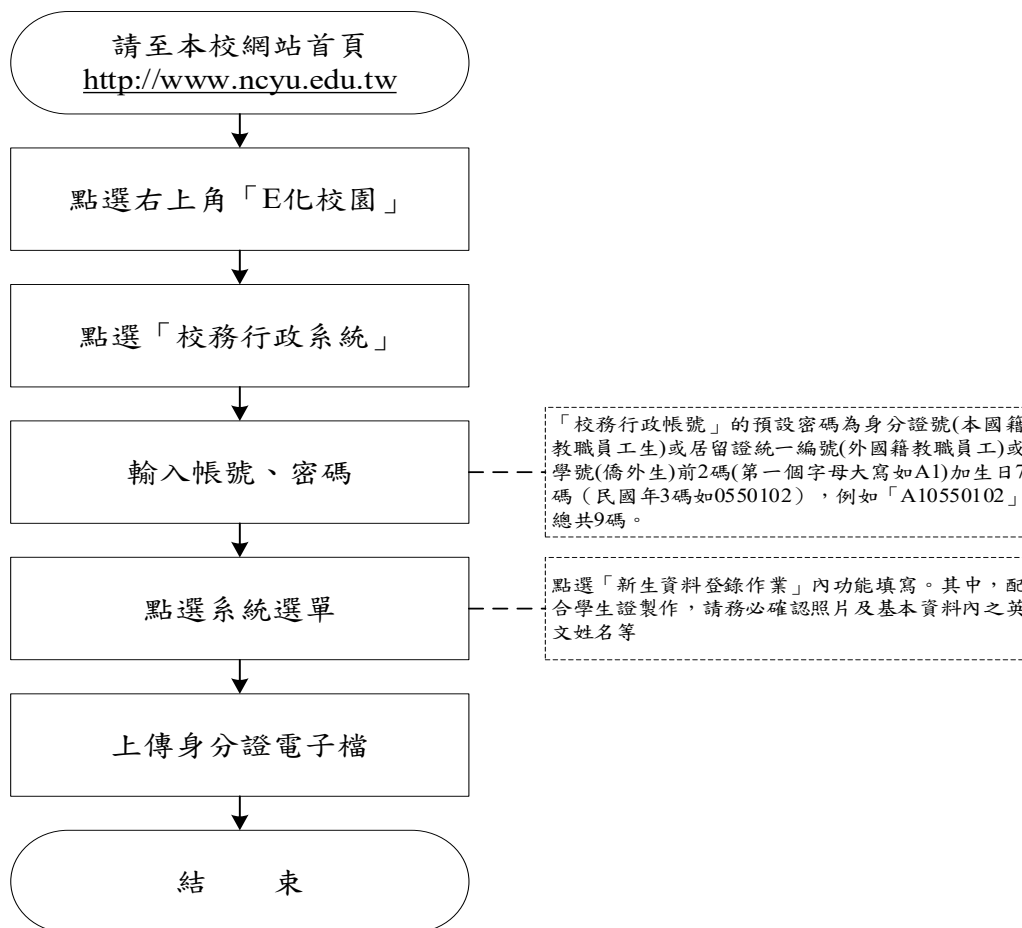 請至本校網站首頁
http://www.ncyu.edu.tw
點選右上角「E化校園」
點選「校務行政系統」
輸入帳號、密碼
「校務行政帳號」的預設密碼為身分證號(本國籍
教職員工生)或居留證統一編號(外國籍教職員工)或
學號(僑外生)前2碼(第一個字母大寫如A1)加生日7
碼（民國年3碼如0550102），例如「A10550102」
總共9碼。
點選系統選單
點選「新生資料登錄作業」內功能填寫。其中，配
合學生證製作，請務必確認照片及基本資料內之英
文姓名等
上傳身分證電子檔
結　　束